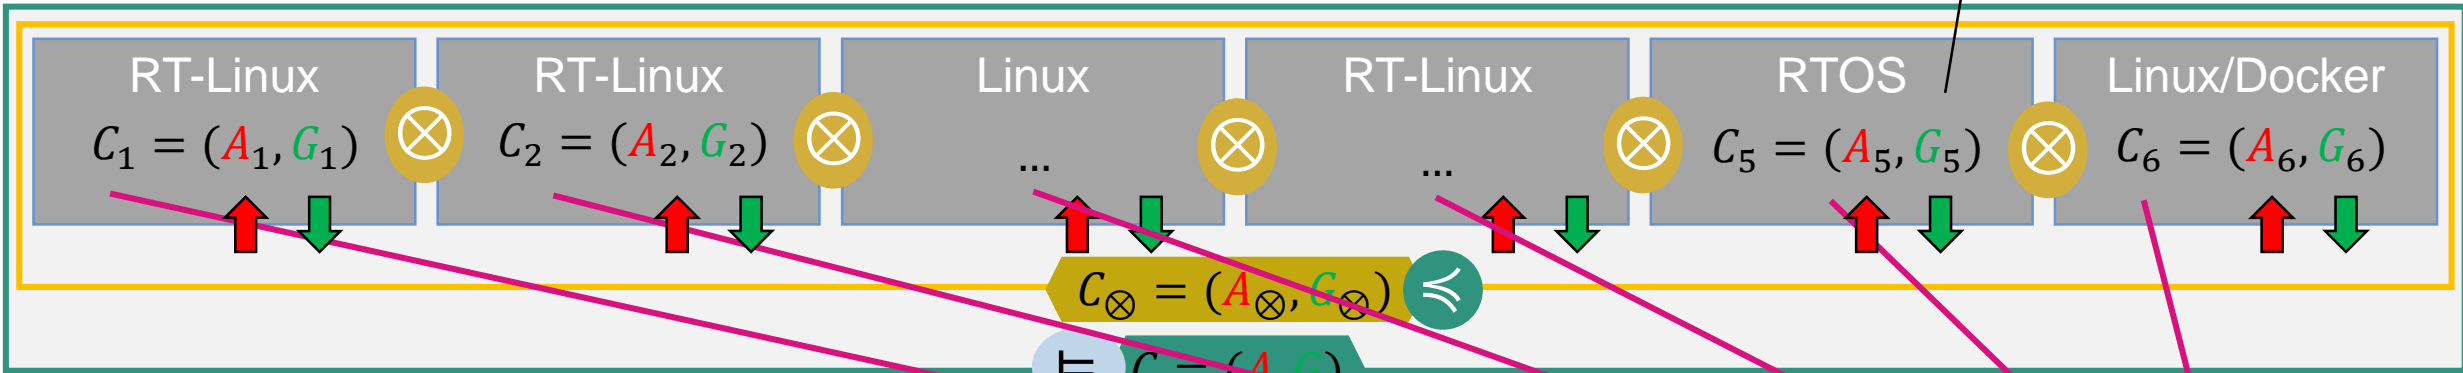 RT-Linux
C₁ = (A₁, G₁)
⊗
RT-Linux
C₂ = (A₂, G₂)
⊗
Linux
...
⊗
RT-Linux
...
⊗
RTOS
C₅ = (A₅, G₅)
⊗
Linux/Docker
C₆ = (A₆, G₆)
C⊗ = (A⊗, G⊗) ≼
⊨ C = (A, G)